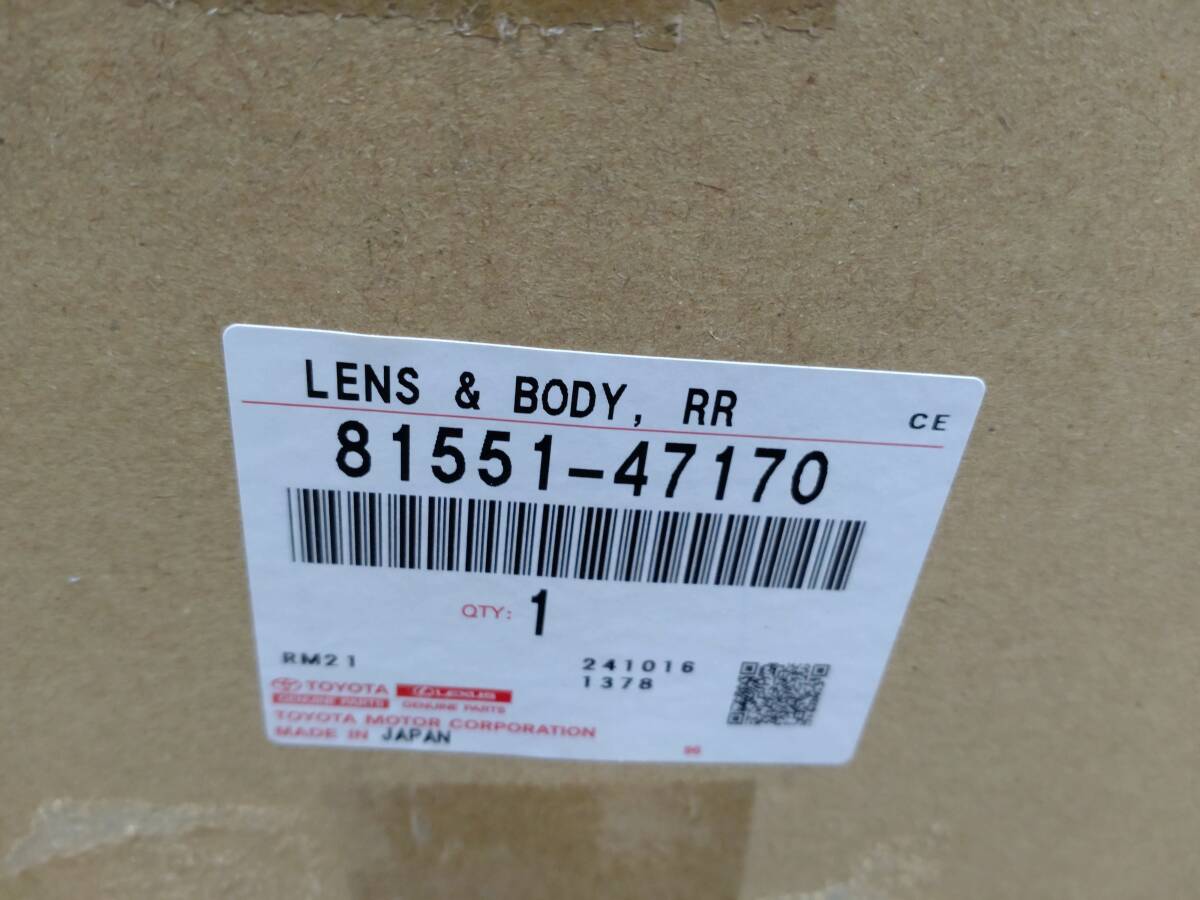 LENS & BODY, RR
CE
81551-47170
QTY: 1
RM21
241016
1378
TOYOTA
GENUINE PARTS
LEXUS
GENUINE PARTS
TOYOTA MOTOR CORPORATION
MADE IN JAPAN